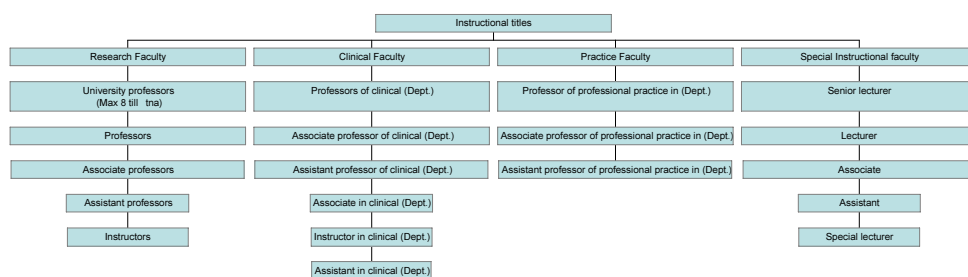 Instructional titles
Research Faculty
Clinical Faculty
Practice Faculty
Special Instructional faculty
University professors
(Max 8 till tna)
Professors of clinical (Dept.)
Professor of professional practice in (Dept.)
Senior lecturer
Professors
Associate professor of clinical (Dept.)
Associate professor of professional practice in (Dept.)
Lecturer
Associate professors
Assistant professor of clinical (Dept.)
Assistant professor of professional practice in (Dept.)
Associate
Assistant professors
Associate in clinical (Dept.)
Assistant
Instructors
Instructor in clinical (Dept.)
Special lecturer
Assistant in clinical (Dept.)